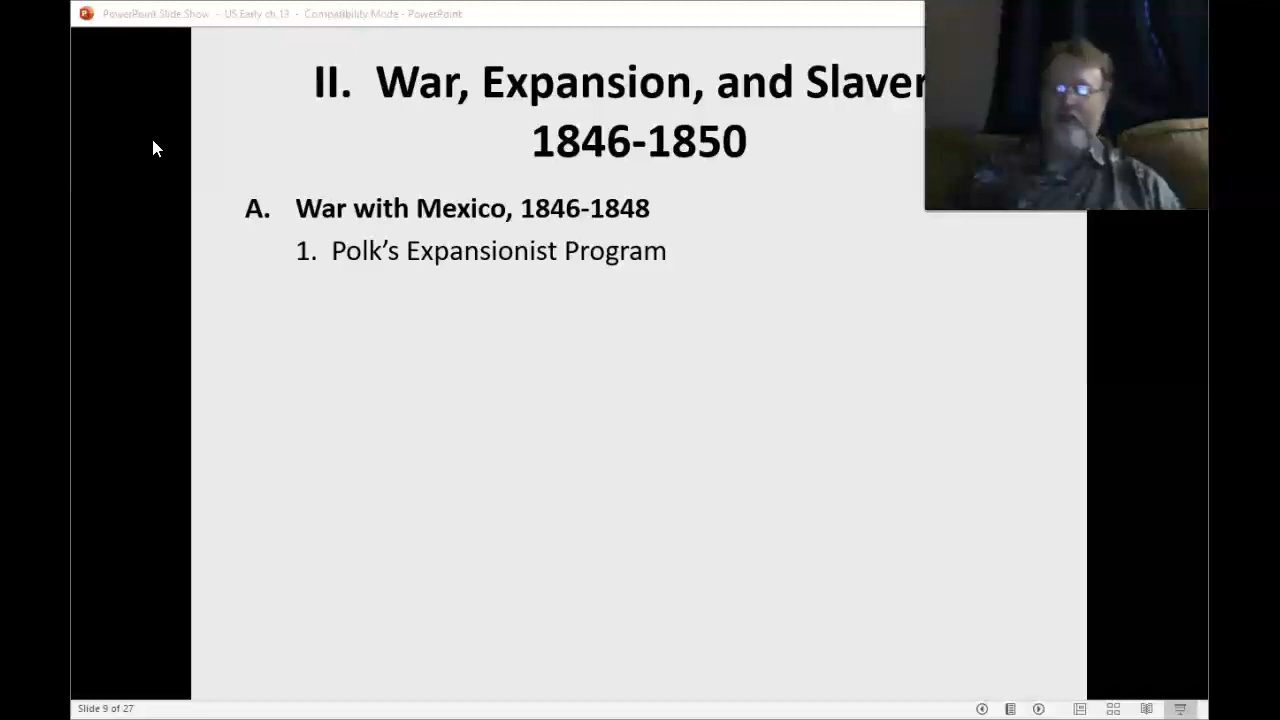 PowerPoint Slide Show - US Early ch 13 - Compatibility Mode - PowerPoint
II. War, Expansion, and Slaver
1846-1850
A. War with Mexico, 1846-1848
1. Polk’s Expansionist Program
Slide 9 of 27